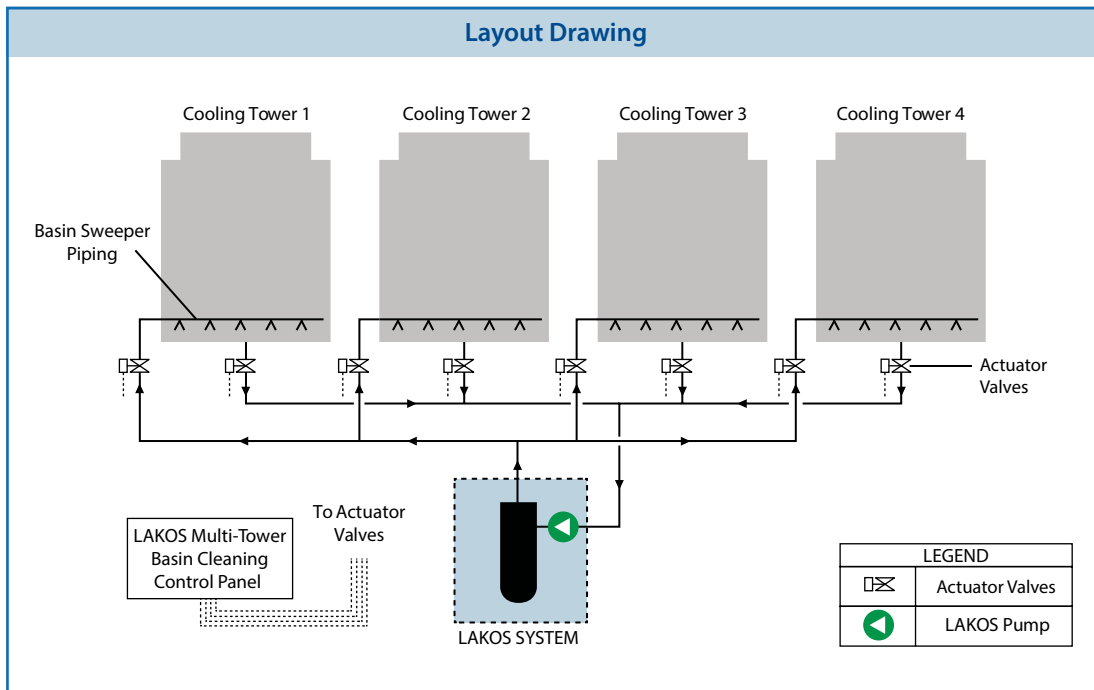 Layout Drawing
Cooling Tower 1
Cooling Tower 2
Cooling Tower 3
Cooling Tower 4
Basin Sweeper
Piping
Actuator
Valves
To Actuator
Valves
LAKOS Multi-Tower
Basin Cleaning
Control Panel
LAKOS SYSTEM
LEGEND
Actuator Valves
LAKOS Pump